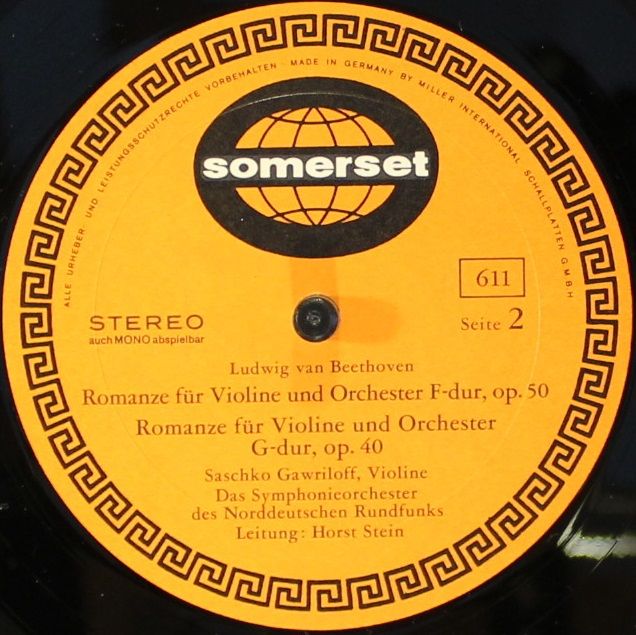 ALLE URHEBER- UND LEISTUNGSSCHUTZRECHTE VORBEHALTEN · MADE IN GERMANY BY MILLER INTERNATIONAL SCHALLPLATTEN GMBH
somerset
611
Seite 2
STEREO
auch MONO abspielbar
Ludwig van Beethoven
Romanze für Violine und Orchester F-dur, op. 50
Romanze für Violine und Orchester
G-dur, op. 40
Saschko Gawriloff, Violine
Das Symphonieorchester
des Norddeutschen Rundfunks
Leitung: Horst Stein